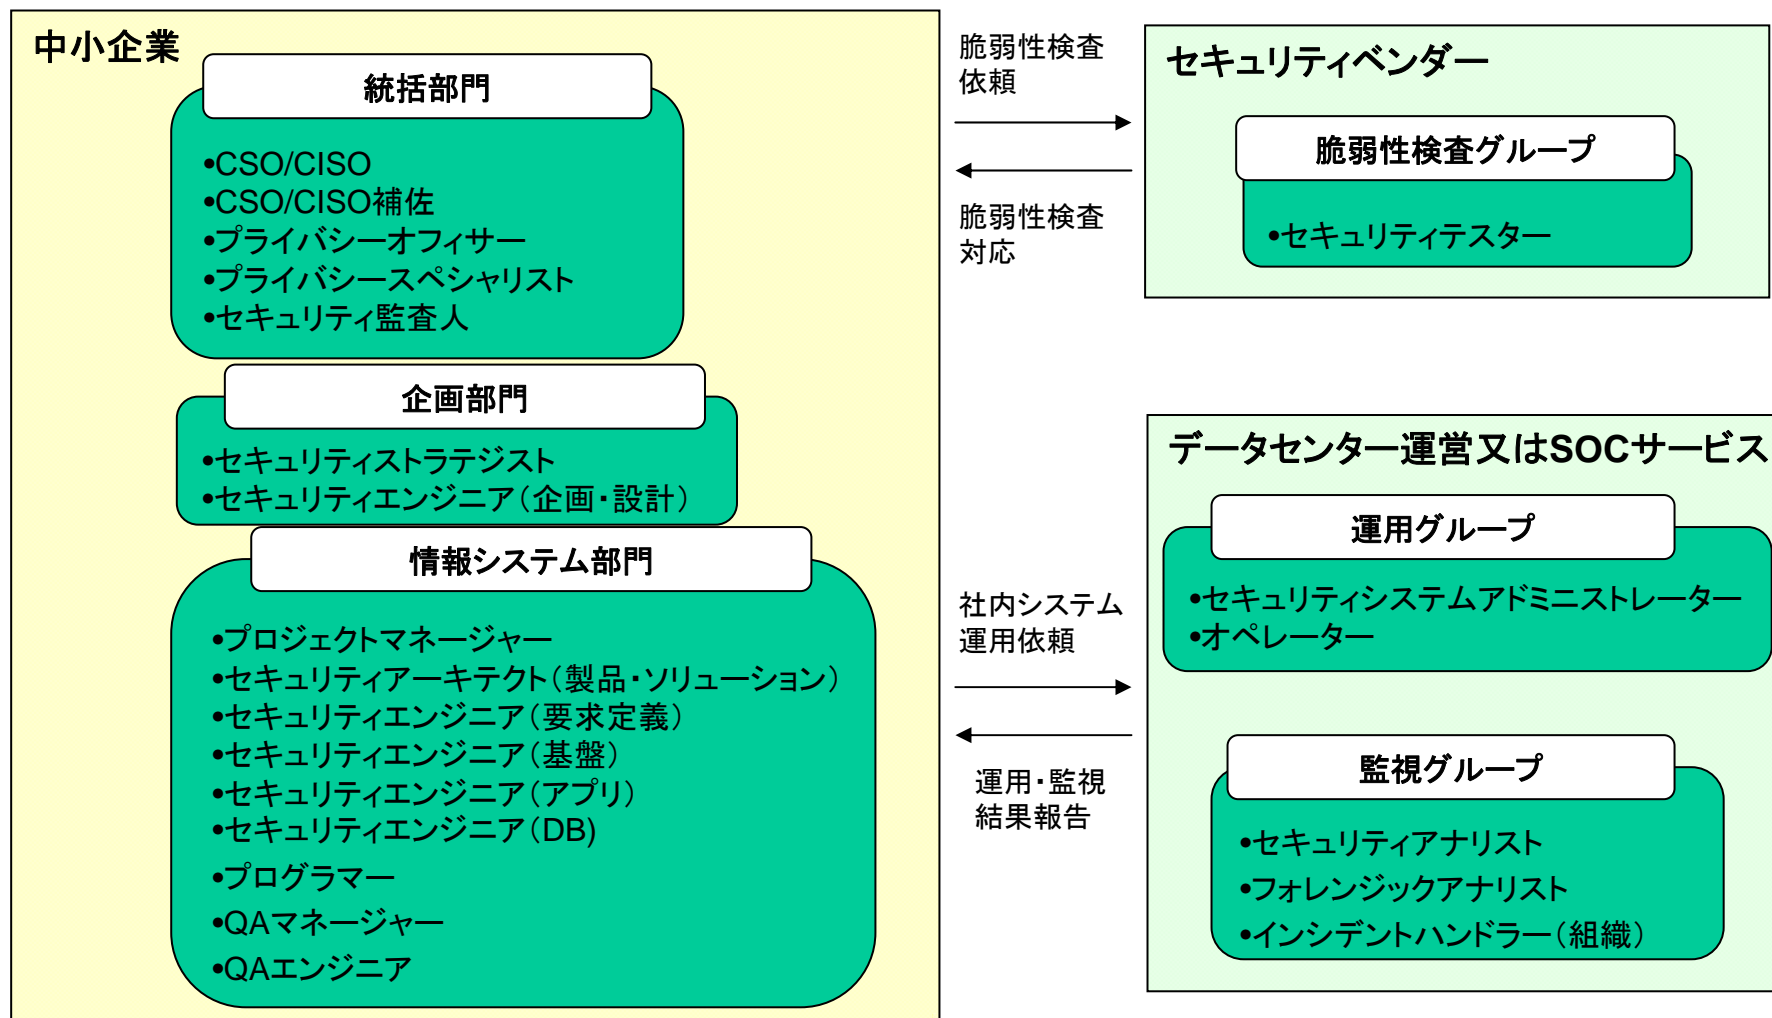 中小企業
統括部門
•CSO/CISO
•CSO/CISO補佐
•プライバシーオフィサー
•プライバシースペシャリスト
•セキュリティ監査人
企画部門
•セキュリティストラテジスト
•セキュリティエンジニア（企画・設計）
情報システム部門
•プロジェクトマネージャー
•セキュリティアーキテクト（製品・ソリューション）
•セキュリティエンジニア（要求定義）
•セキュリティエンジニア（基盤）
•セキュリティエンジニア（アプリ）
•セキュリティエンジニア（DB)
•プログラマー
•QAマネージャー
•QAエンジニア
脆弱性検査
依頼
脆弱性検査
対応
セキュリティベンダー
脆弱性検査グループ
•セキュリティテスター
社内システム
運用依頼
運用・監視
結果報告
データセンター運営又はSOCサービス
運用グループ
•セキュリティシステムアドミニストレーター
•オペレーター
監視グループ
•セキュリティアナリスト
•フォレンジックアナリスト
•インシデントハンドラー（組織）